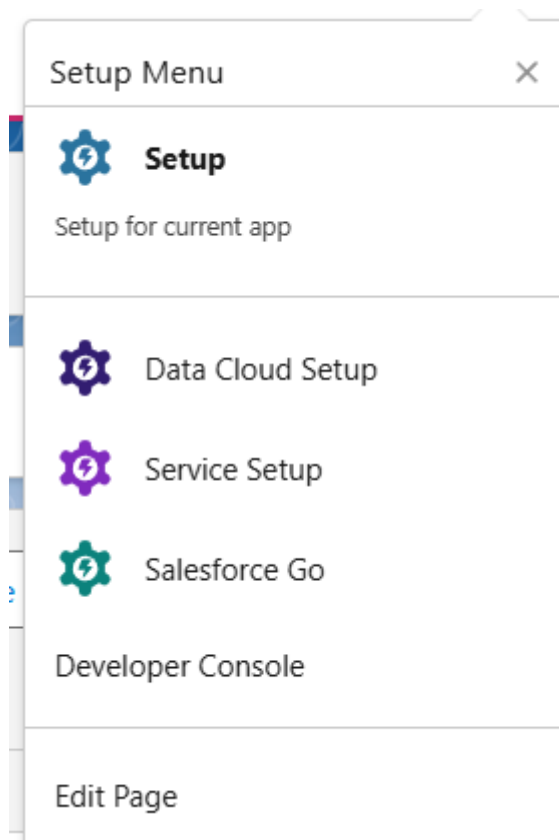 Setup Menu
Setup
Setup for current app
Data Cloud Setup
Service Setup
Salesforce Go
Developer Console
Edit Page